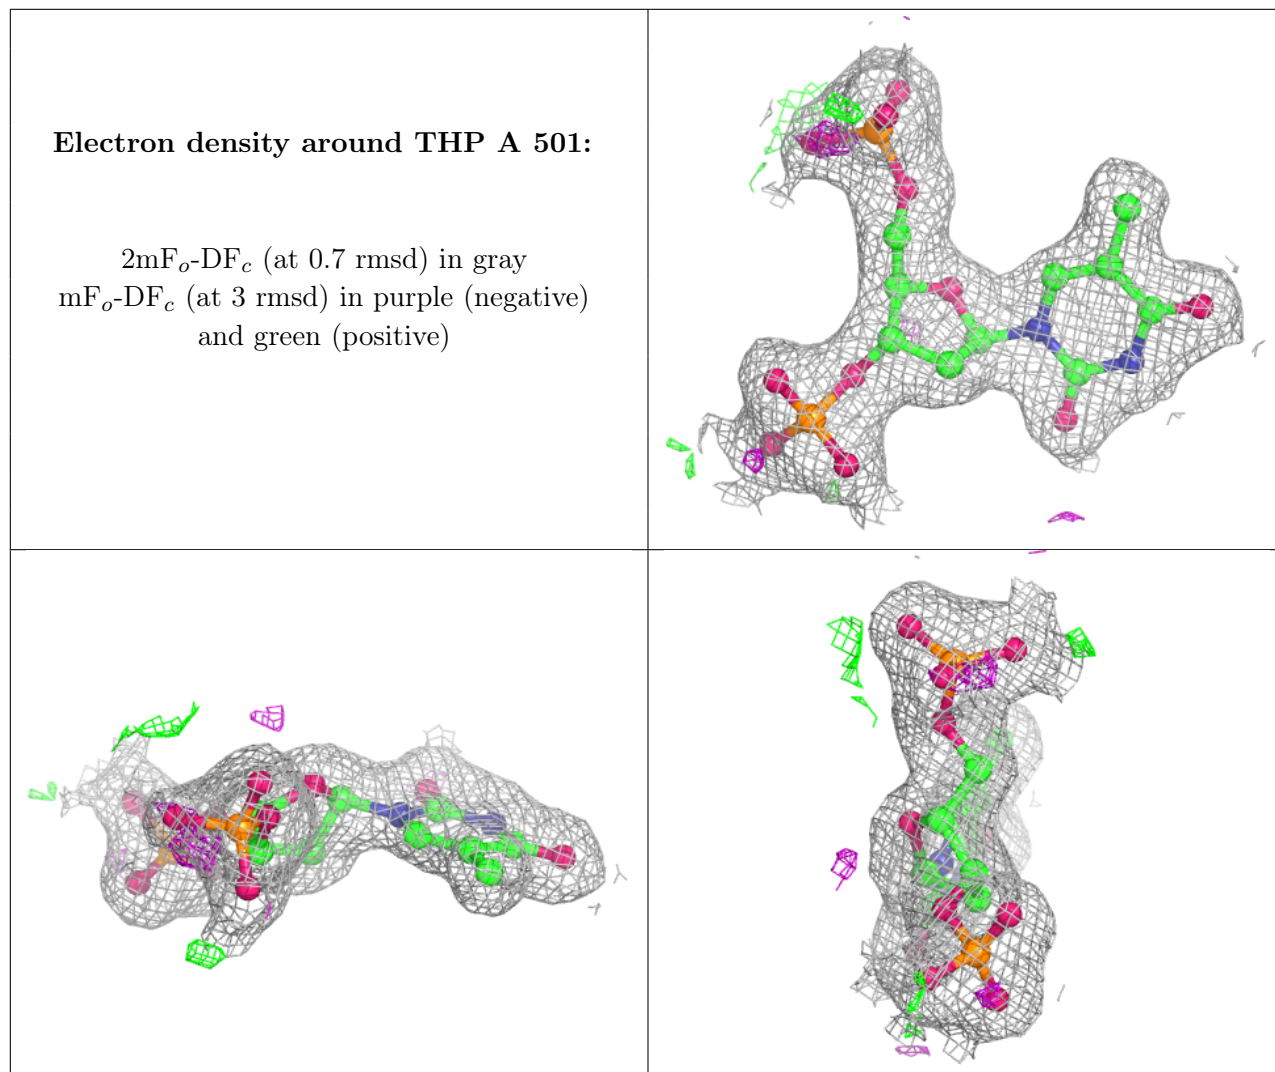 Electron density around THP A 501:
2mFₒ-DF𝒸 (at 0.7 rmsd) in gray
mFₒ-DF𝒸 (at 3 rmsd) in purple (negative)
and green (positive)